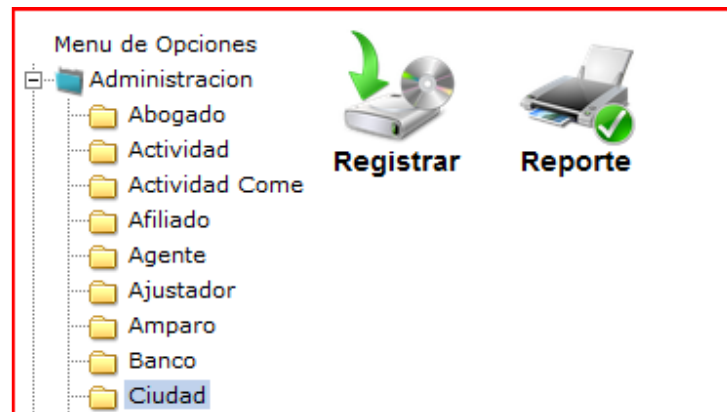 Menu de Opciones
Administracion
Abogado
Actividad
Actividad Come
Afiliado
Agente
Ajustador
Amparo
Banco
Ciudad
Registrar
Reporte